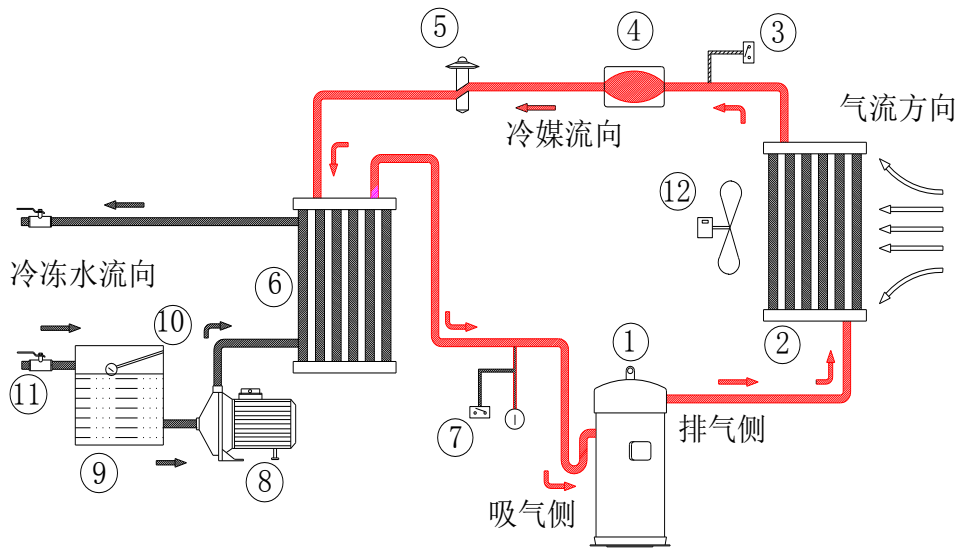 ⑤
④
③
气流方向
冷媒流向
⑫
冷冻水流向
⑥
⑩
①
②
⑪
⑦
排气侧
⑨
⑧
吸气侧